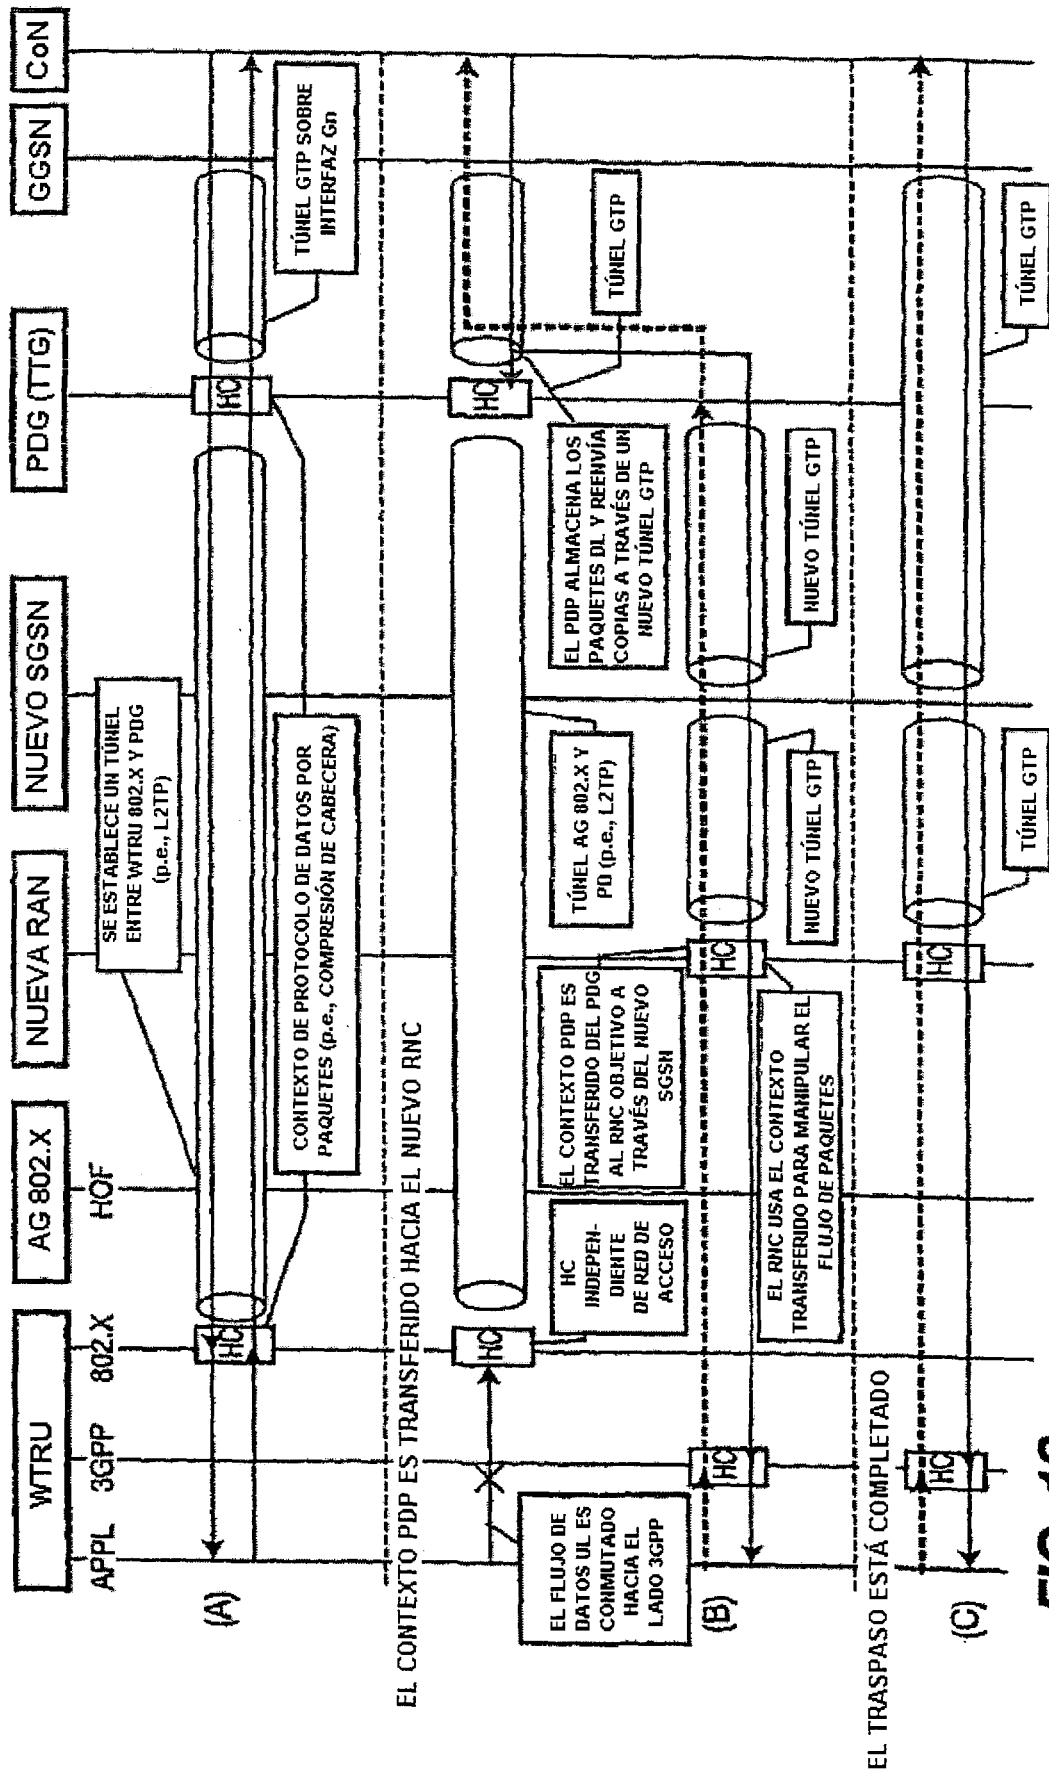 WTRU
AG 802.X
NUEVA RAN
NUEVO SGSN
PDG (TTG)
GGSN
CoN
APPL
3GPP
802.X
HOF
SE ESTABLECE UN TÚNEL
ENTRE WTRU 802.X Y PDG
(p.e., L2TP)
(A)
HC
HC
TÚNEL GTP SOBRE
INTERFAZ Gn
CONTEXTO DE PROTOCOLO DE DATOS POR
PAQUETES (p.e., COMPRESIÓN DE CABECERA)
EL CONTEXTO PDP ES TRANSFERIDO HACIA EL NUEVO RNC
HC
HC
EL FLUJO DE
DATOS UL ES
CONMUTADO
HACIA EL
LADO 3GPP
HC
INDEPEN-
DIENTE
DE RED DE
ACCESO
EL CONTEXTO PDP ES
TRANSFERIDO DEL PDG
AL RNC OBJETIVO A
TRAVÉS DEL NUEVO
SGSN
TÚNEL AG 802.X Y
PD (p.e., L2TP)
EL PDP ALMACENA LOS
PAQUETES DL Y REENVÍA
COPIAS A TRAVÉS DE UN
NUEVO TÚNEL GTP
TÚNEL GTP
(B)
HC
HC
EL RNC USA EL CONTEXTO
TRANSFERIDO PARA MANIPULAR EL
FLUJO DE PAQUETES
NUEVO TÚNEL GTP
NUEVO TÚNEL GTP
EL TRASPASO ESTÁ COMPLETADO
(C)
HC
HC
TÚNEL GTP
TÚNEL GTP